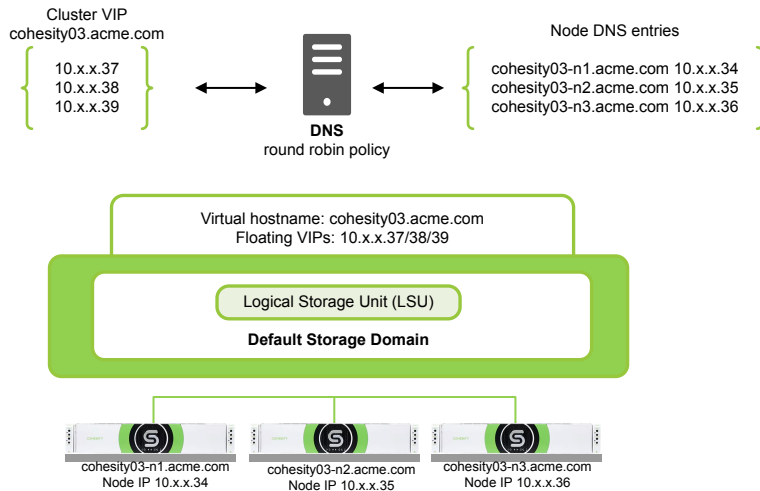 Cluster VIP
cohesity03.acme.com
10.x.x.37
10.x.x.38
10.x.x.39
DNS
round robin policy
Node DNS entries
cohesity03-n1.acme.com 10.x.x.34
cohesity03-n2.acme.com 10.x.x.35
cohesity03-n3.acme.com 10.x.x.36
Virtual hostname: cohesity03.acme.com
Floating VIPs: 10.x.x.37/38/39
Logical Storage Unit (LSU)
Default Storage Domain
cohesity03-n1.acme.com
Node IP 10.x.x.34
cohesity03-n2.acme.com
Node IP 10.x.x.35
cohesity03-n3.acme.com
Node IP 10.x.x.36